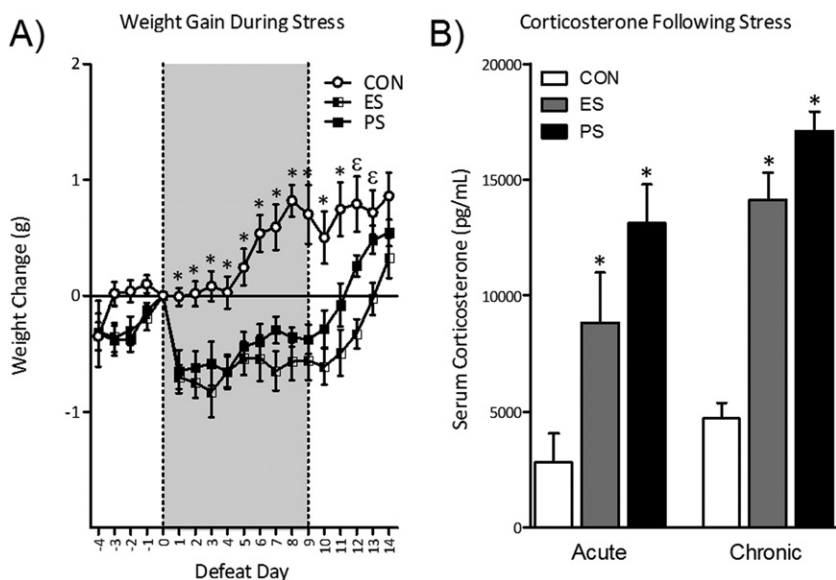 A)
Weight Gain During Stress
2
1
0
-1
Weight Change (g)
CON
ES
PS
* * * * * * * * * * * ε ε
-4 -3 -2 -1 0 1 2 3 4 5 6 7 8 9 10 11 12 13 14
Defeat Day
B)
Corticosterone Following Stress
20000
15000
10000
5000
0
Serum Corticosterone (pg/mL)
CON
ES
PS
* * * *
Acute Chronic